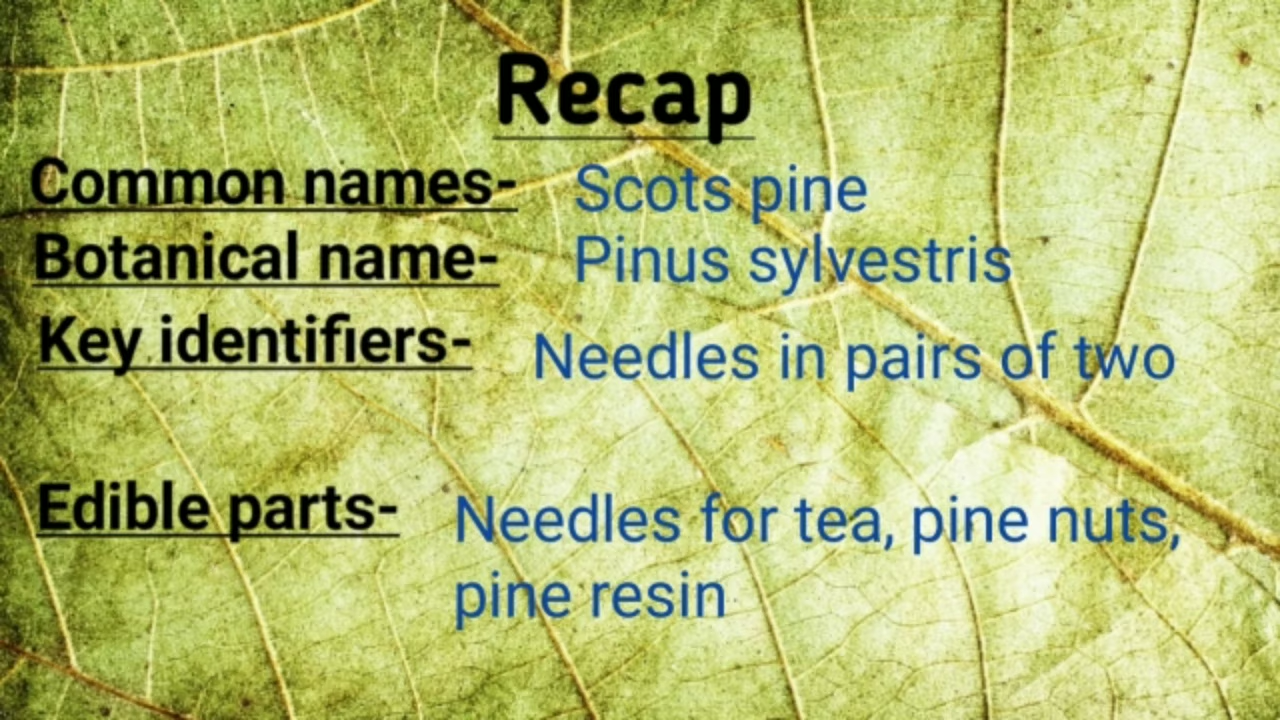 Recap
Common names- Scots pine
Botanical name- Pinus sylvestris
Key identifiers- Needles in pairs of two
Edible parts- Needles for tea, pine nuts,
pine resin